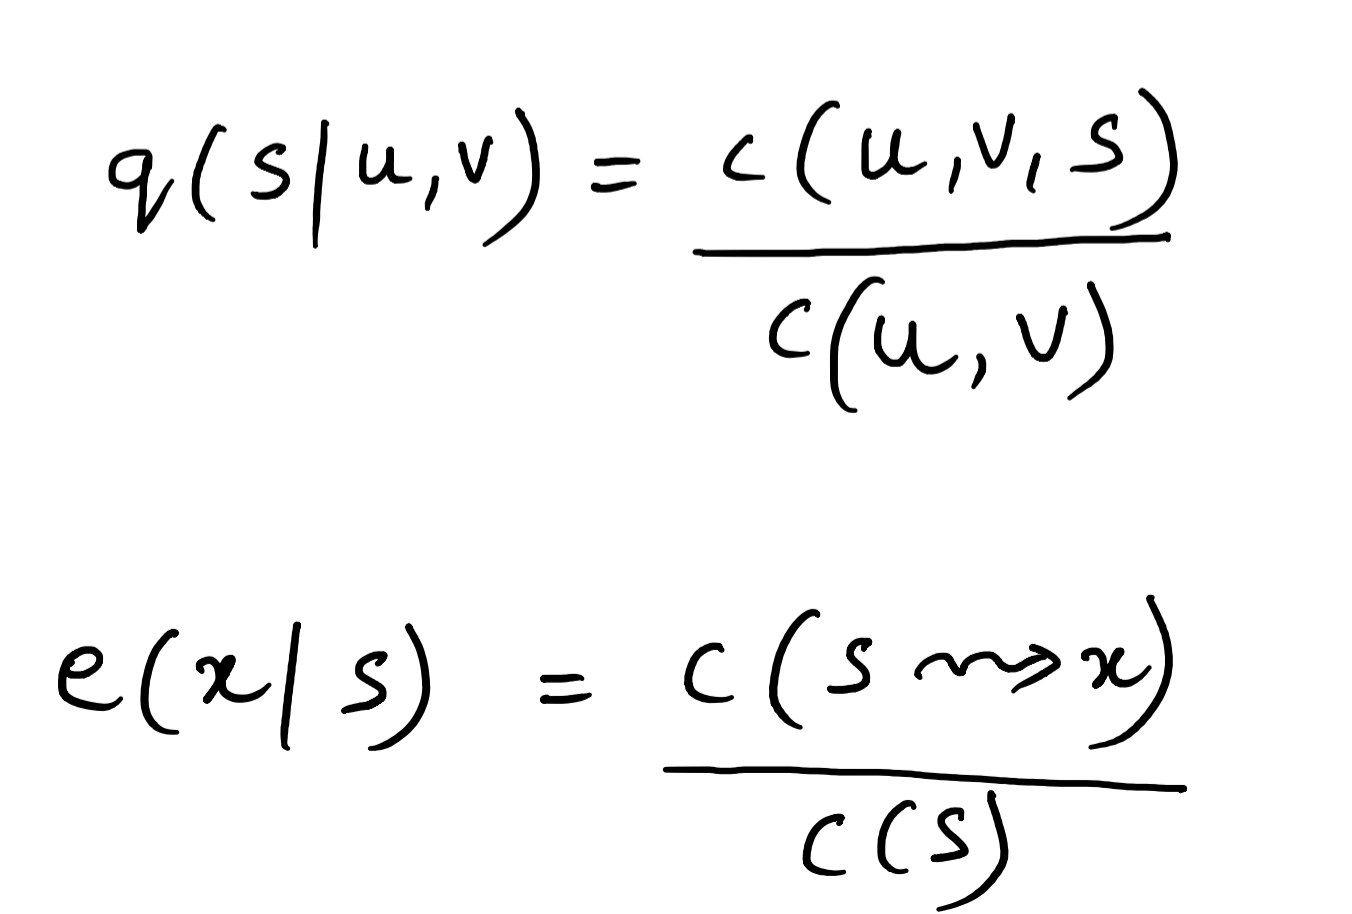 q(s|u,v) = c(u,v,s) / c(u,v)
e(x|s) = c(s ⇝ x) / c(s)